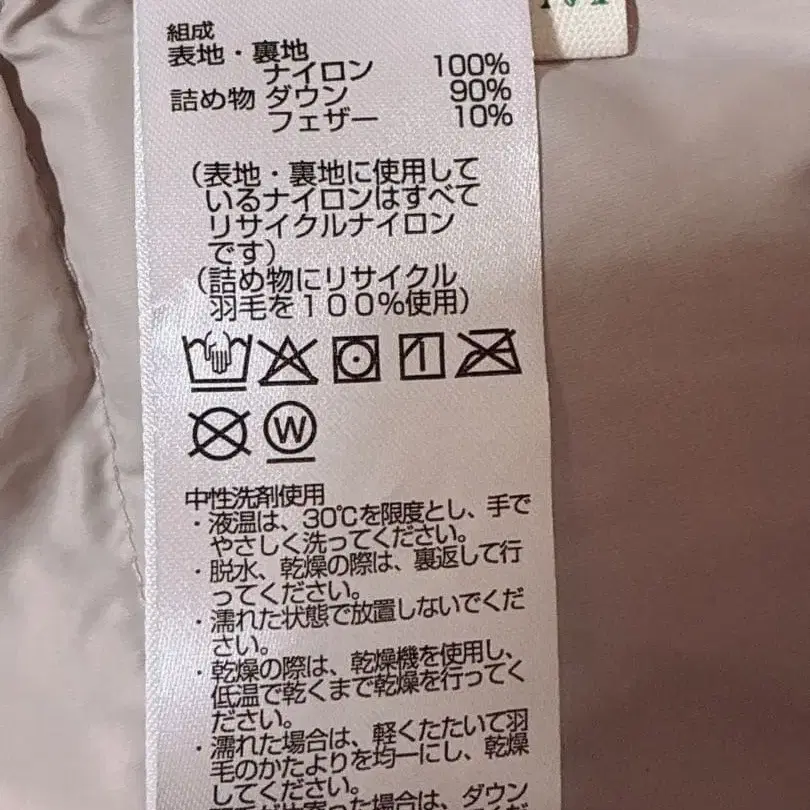 組成
表地・裏地
ナイロン 100%
詰め物 ダウン 90%
フェザー 10%
(表地・裏地に使用して
いるナイロンはすべて
リサイクルナイロン
です)
(詰め物にリサイクル
羽毛を100%使用)
W
中性洗剤使用
・液温は、30℃を限度とし、手で
やさしく洗ってください。
・脱水、乾燥の際は、裏返して行
ってください。
・濡れた状態で放置しないでくだ
さい。
・乾燥の際は、乾燥機を使用し、
低温で乾くまで乾燥を行ってく
ださい。
・濡れた場合は、軽くたたいて羽
毛のかたよりを均一にし、乾燥
してください。
場合は、ダウン